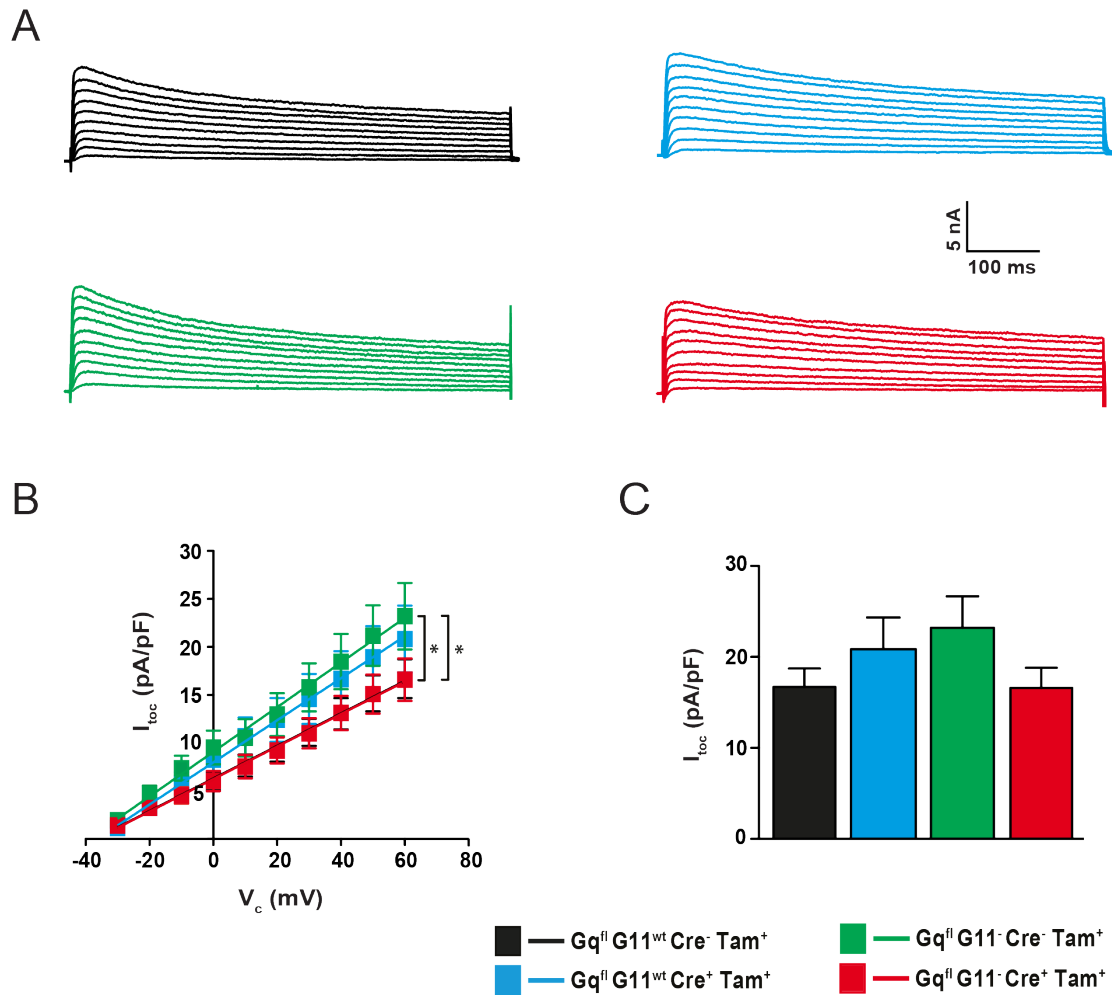 A
5 nA
100 ms
B
C
I_toc (pA/pF)
30
25
20
15
10
5
* *
-40 -20 0 20 40 60 80
V_c (mV)
I_toc (pA/pF)
30
20
10
0
Gq^fl G11^wt Cre^- Tam^+
Gq^fl G11^wt Cre^+ Tam^+
Gq^fl G11^- Cre^- Tam^+
Gq^fl G11^- Cre^+ Tam^+